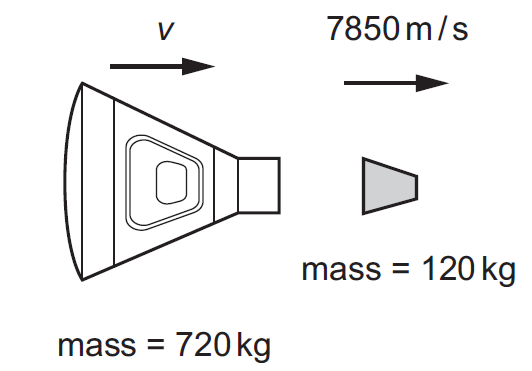 v
7850 m/s
mass = 120 kg
mass = 720 kg